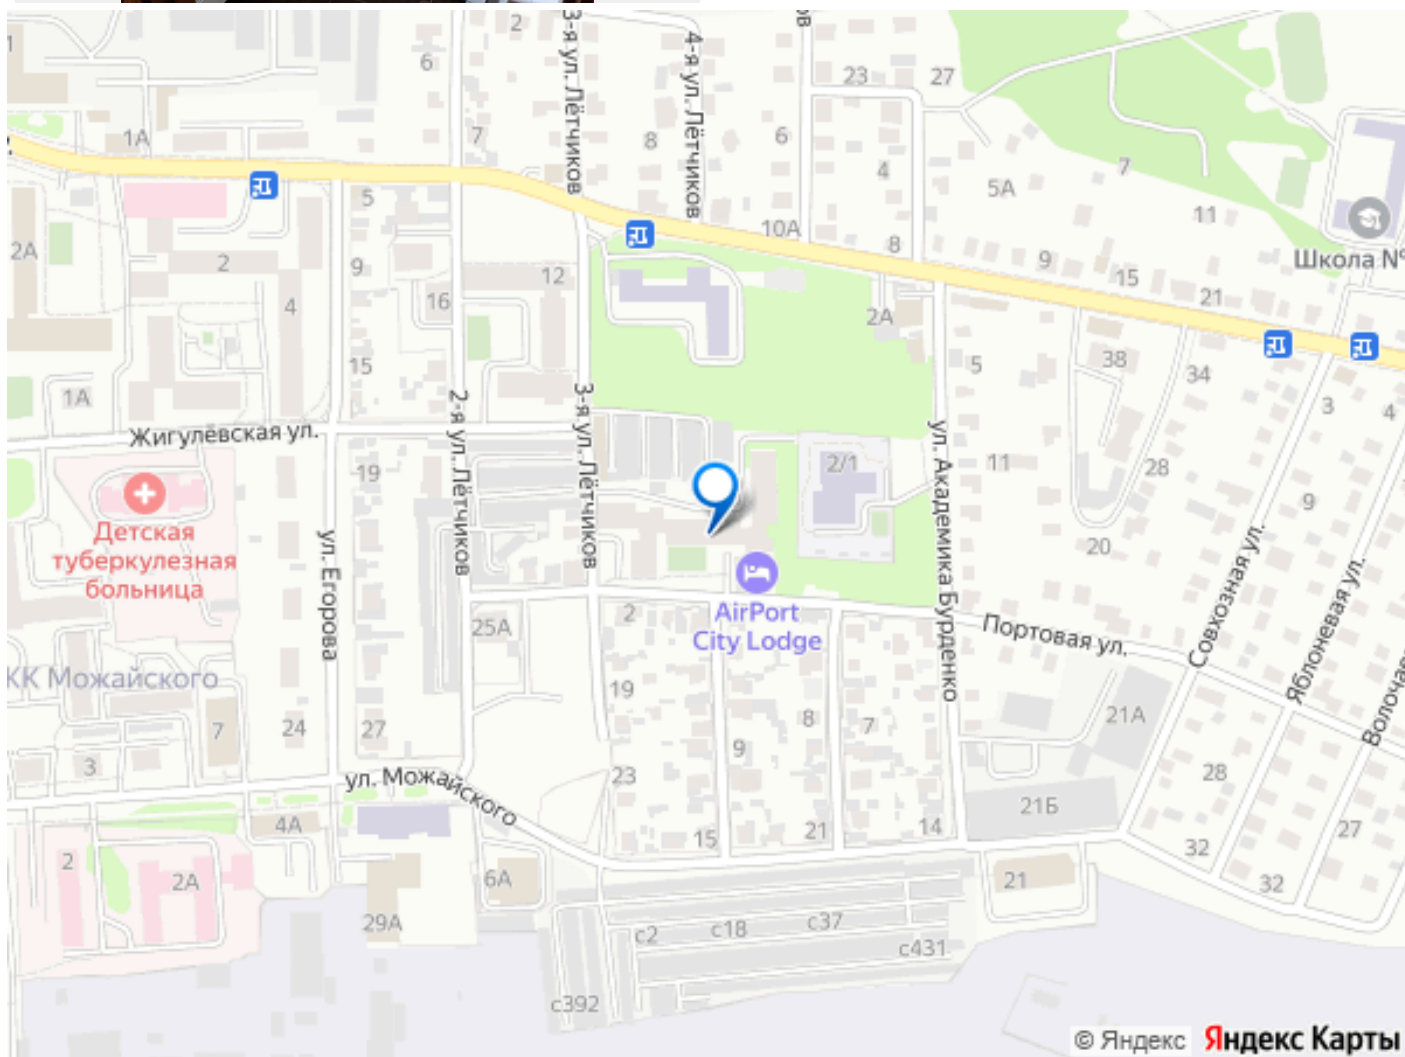 3-я ул. Лётчиков
4-я ул. Лётчиков
ов
1
2
6
23
27
1А
7
8
6
4
5А
7
11
5
10А
8
9
15
21
2А
2
9
12
16
4
2А
Школа №
15
5
38
34
1А
3
4
2-я ул. Лётчиков
3-я ул. Лётчиков
Жигулёвская ул.
19
2/1
11
28
9
ул. Академика Бурденко
20
Совхозная ул.
Яблоневая ул.
Детская
туберкулезная
больница
ул. Егорова
AirPort
City Lodge
25А
2
Портовая ул.
КК Можайского
19
7
24
27
8
7
9
21А
3
23
28
ул. Можайского
21Б
4А
15
21
14
27
32
32
2
2А
6А
21
29А
с2
с18
с37
с431
с392
© Яндекс Яндекс Карты